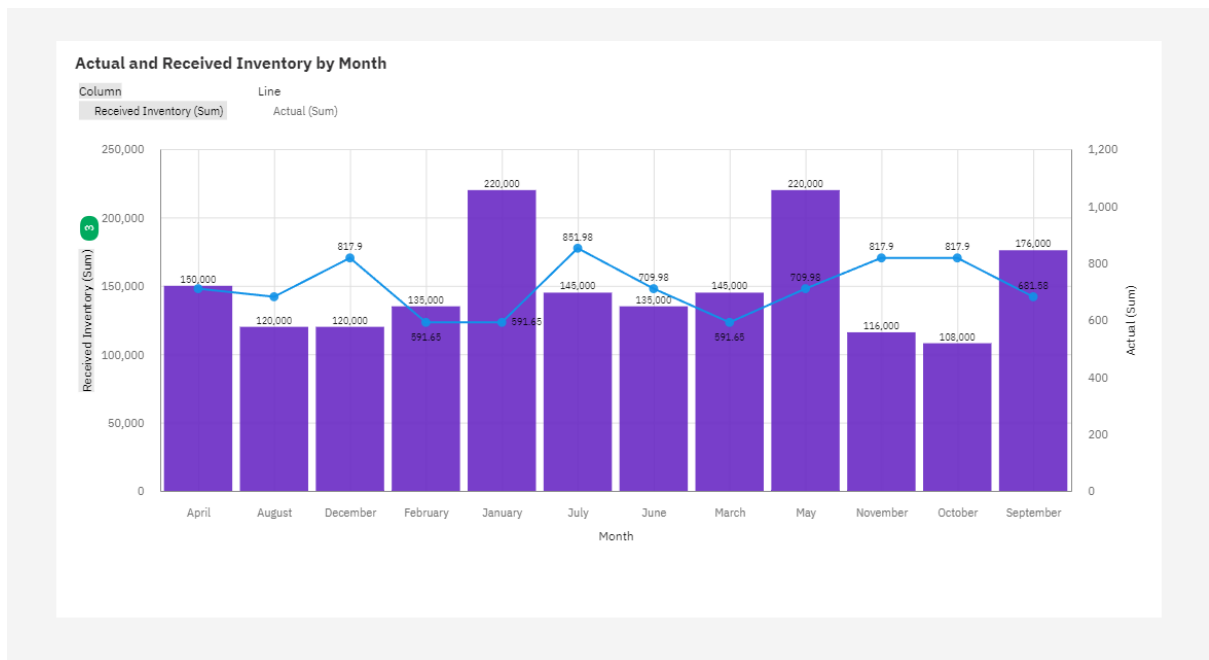 Actual and Received Inventory by Month
Column Line
Received Inventory (Sum) Actual (Sum)
250,000 1,200
220,000 220,000
1,000
200,000
3
851.98
817.9 817.9 817.9 176,000
800
150,000 709.98 709.98 681.58
150,000 145,000 145,000
135,000 135,000
120,000 120,000 591.65 600
116,000
591.65 591.65 108,000
100,000
400
50,000
200
0 0
Received Inventory (Sum)
Actual (Sum)
April August December February January July June March May November October September
Month